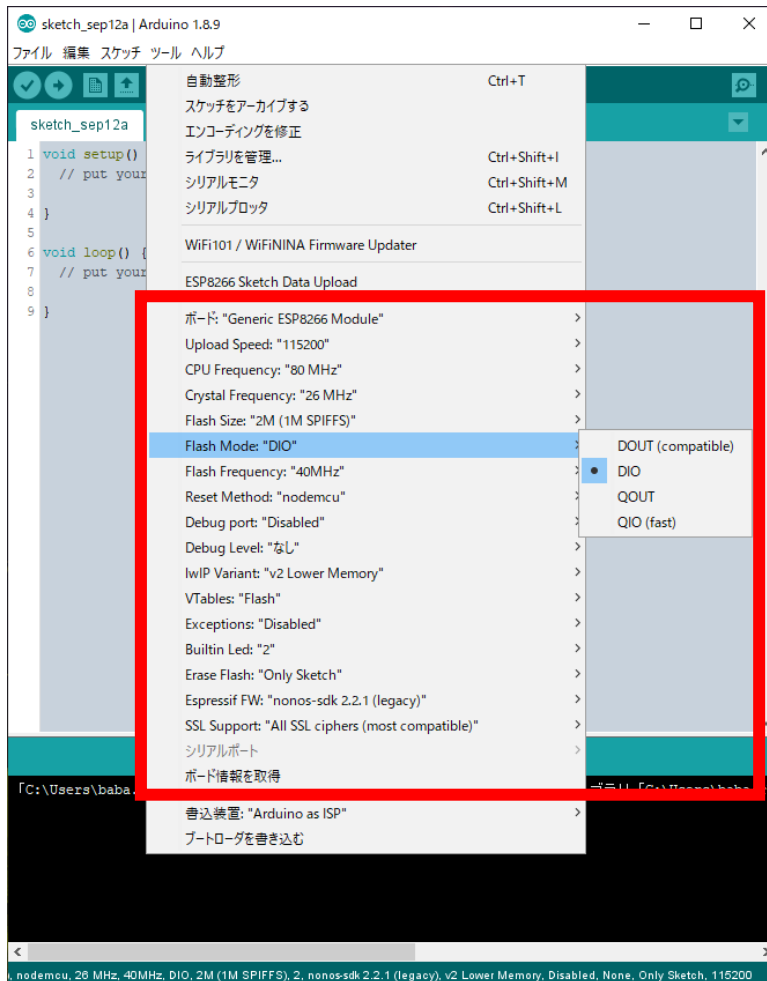 sketch_sep12a | Arduino 1.8.9
ファイル 編集 スケッチ ツール ヘルプ
自動整形 Ctrl+T
スケッチをアーカイブする
エンコーディングを修正
ライブラリを管理... Ctrl+Shift+I
シリアルモニタ Ctrl+Shift+M
シリアルプロッタ Ctrl+Shift+L
WiFi101 / WiFiNINA Firmware Updater
ESP8266 Sketch Data Upload
ボード: "Generic ESP8266 Module"
Upload Speed: "115200"
CPU Frequency: "80 MHz"
Crystal Frequency: "26 MHz"
Flash Size: "2M (1M SPIFFS)"
Flash Mode: "DIO"
Flash Frequency: "40MHz"
Reset Method: "nodemcu"
Debug port: "Disabled"
Debug Level: "なし"
lwIP Variant: "v2 Lower Memory"
VTables: "Flash"
Exceptions: "Disabled"
Builtin Led: "2"
Erase Flash: "Only Sketch"
Espressif FW: "nonos-sdk 2.2.1 (legacy)"
SSL Support: "All SSL ciphers (most compatible)"
シリアルポート
ボード情報を取得
書込装置: "Arduino as ISP"
ブートローダを書き込む
DOUT (compatible)
DIO
QOUT
QIO (fast)
sketch_sep12a
1 void setup()
2 // put your
3
4 }
5
6 void loop() {
7 // put your
8
9 }
「C:\Users\baba.
, nodemcu, 26 MHz, 40MHz, DIO, 2M (1M SPIFFS), 2, nonos-sdk 2.2.1 (legacy), v2 Lower Memory, Disabled, None, Only Sketch, 115200